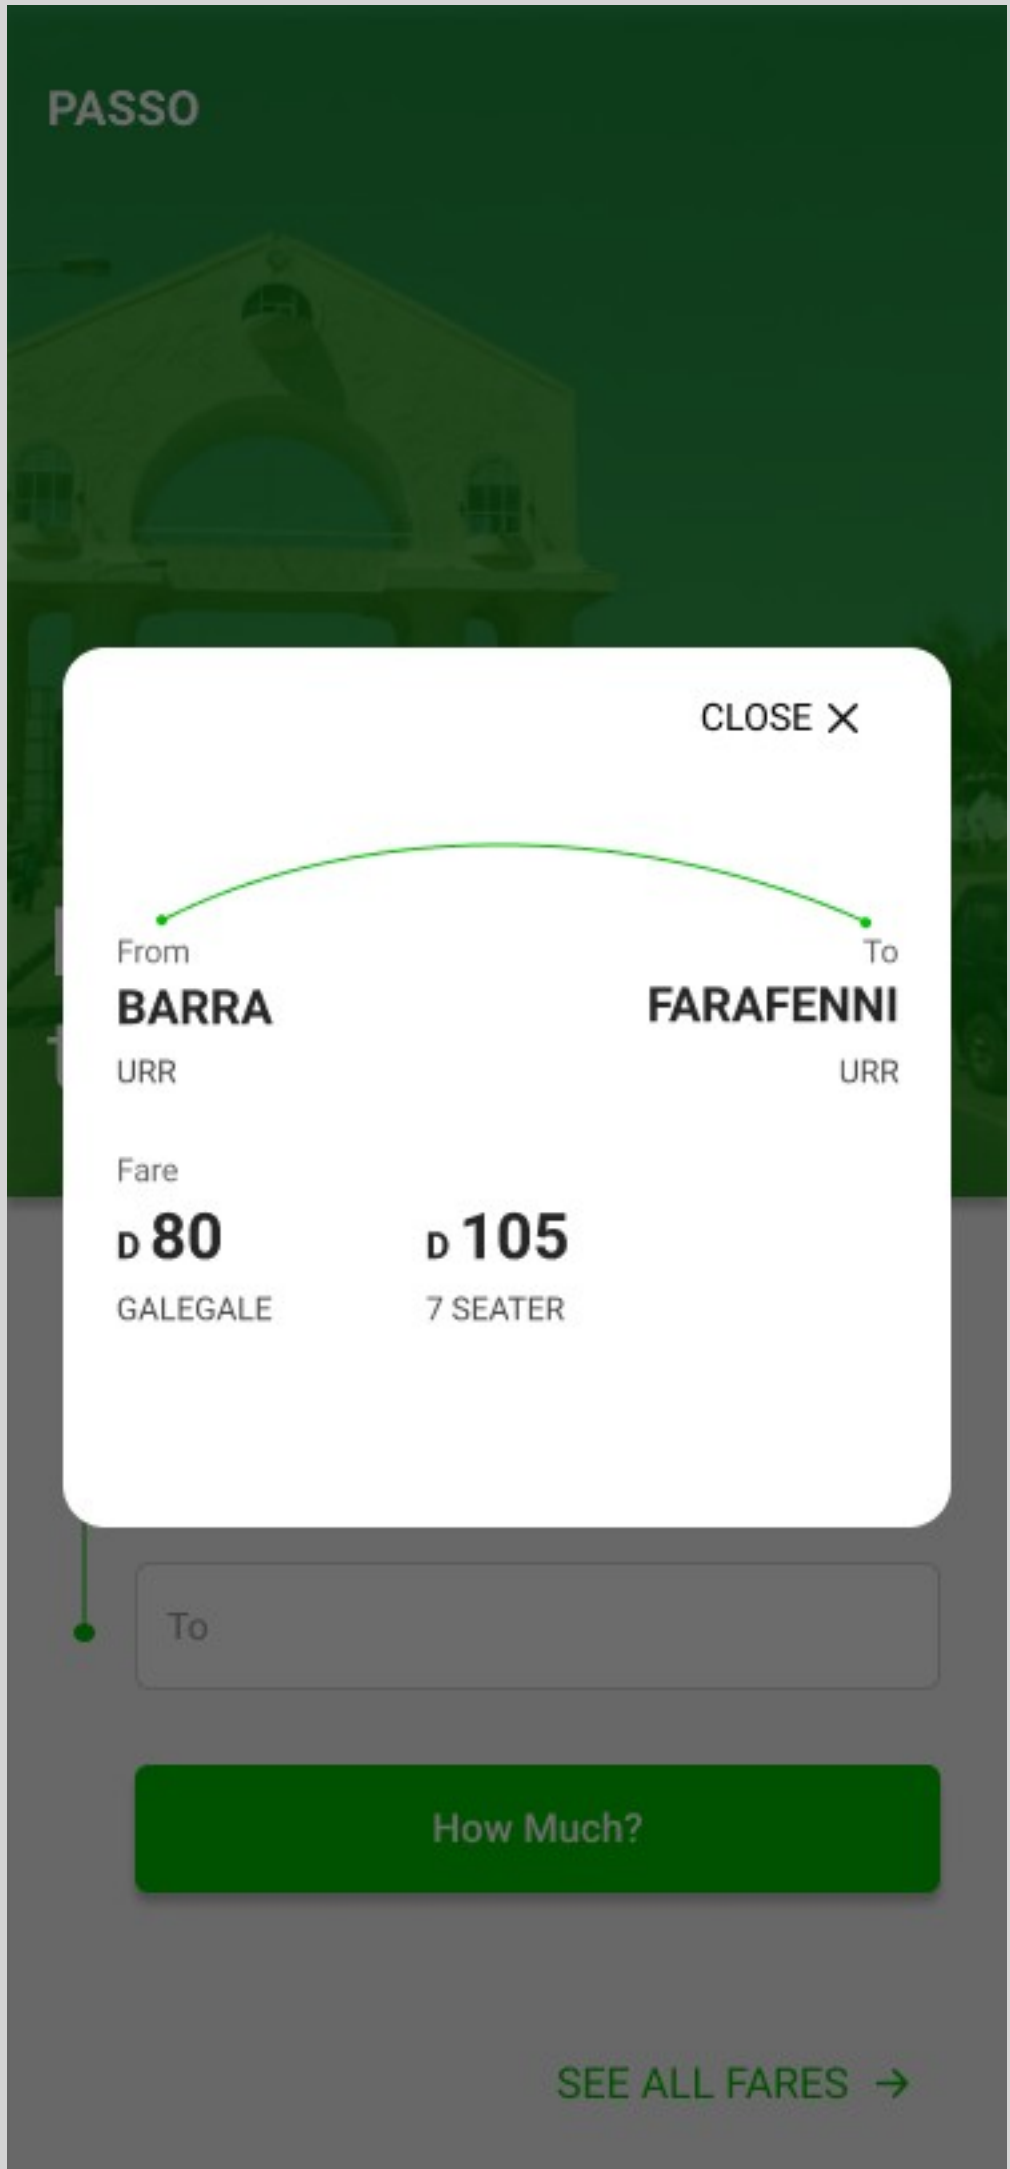 PASSO
CLOSE
From
To
BARRA
FARAFENNI
URR
URR
Fare
D 80
D 105
GALEGALE
7 SEATER
To
How Much?
SEE ALL FARES →